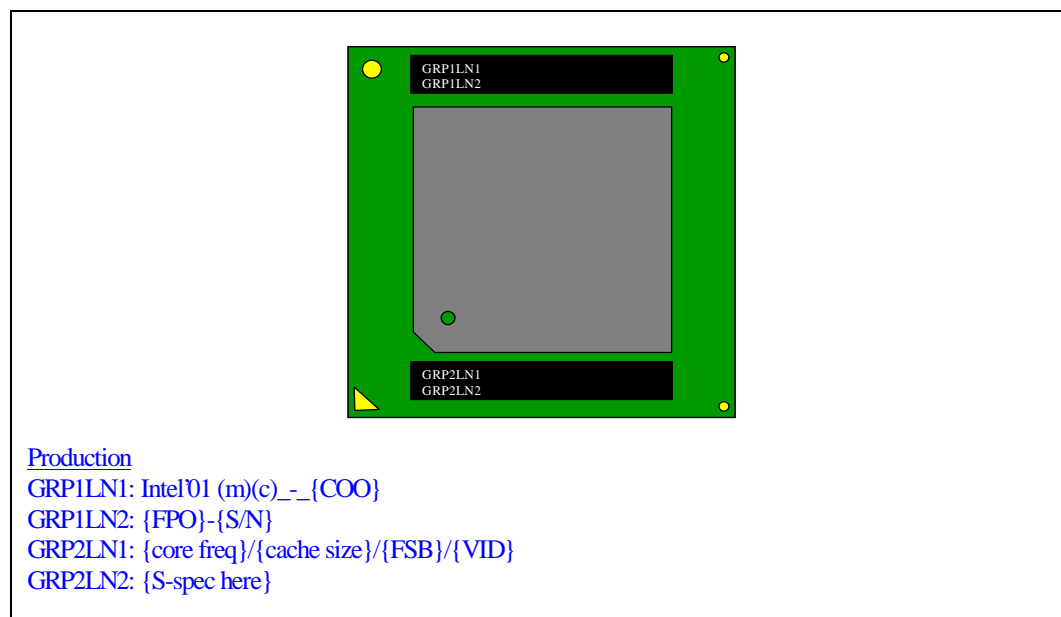 GRP1LN1
GRP1LN2
GRP2LN1
GRP2LN2
Production
GRP1LN1: Intel'01 (m)(c)_-_{COO}
GRP1LN2: {FPO}-{S/N}
GRP2LN1: {core freq}/{cache size}/{FSB}/{VID}
GRP2LN2: {S-spec here}